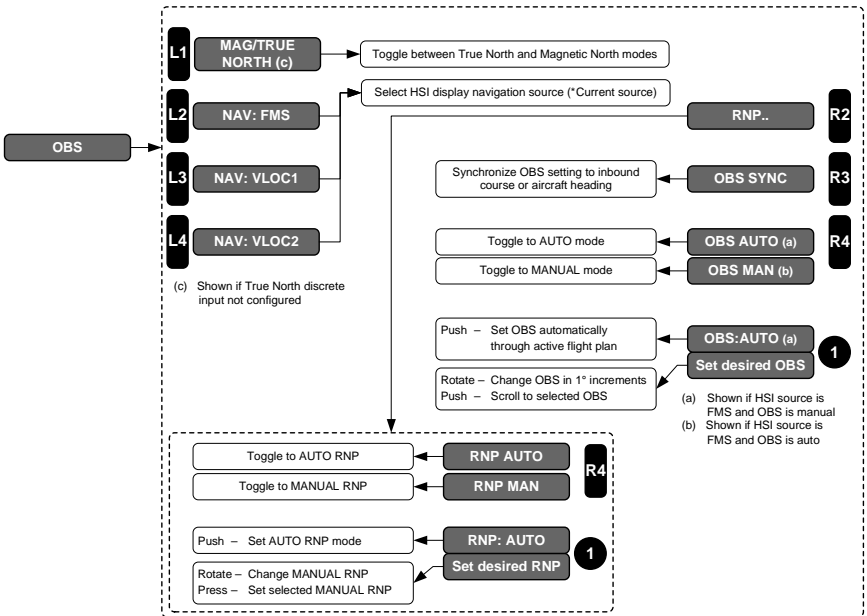 OBS
L1
MAG/TRUE
NORTH (c)
Toggle between True North and Magnetic North modes
Select HSI display navigation source (*Current source)
L2
NAV: FMS
RNP..
R2
L3
NAV: VLOC1
Synchronize OBS setting to inbound
course or aircraft heading
OBS SYNC
R3
L4
NAV: VLOC2
Toggle to AUTO mode
OBS AUTO (a)
R4
Toggle to MANUAL mode
OBS MAN (b)
(c) Shown if True North discrete
input not configured
Push – Set OBS automatically
through active flight plan
OBS:AUTO (a)
Set desired OBS
1
Rotate – Change OBS in 1° increments
Push – Scroll to selected OBS
(a) Shown if HSI source is
FMS and OBS is manual
(b) Shown if HSI source is
FMS and OBS is auto
Toggle to AUTO RNP
RNP AUTO
R4
Toggle to MANUAL RNP
RNP MAN
Push – Set AUTO RNP mode
RNP: AUTO
Set desired RNP
1
Rotate – Change MANUAL RNP
Press – Set selected MANUAL RNP